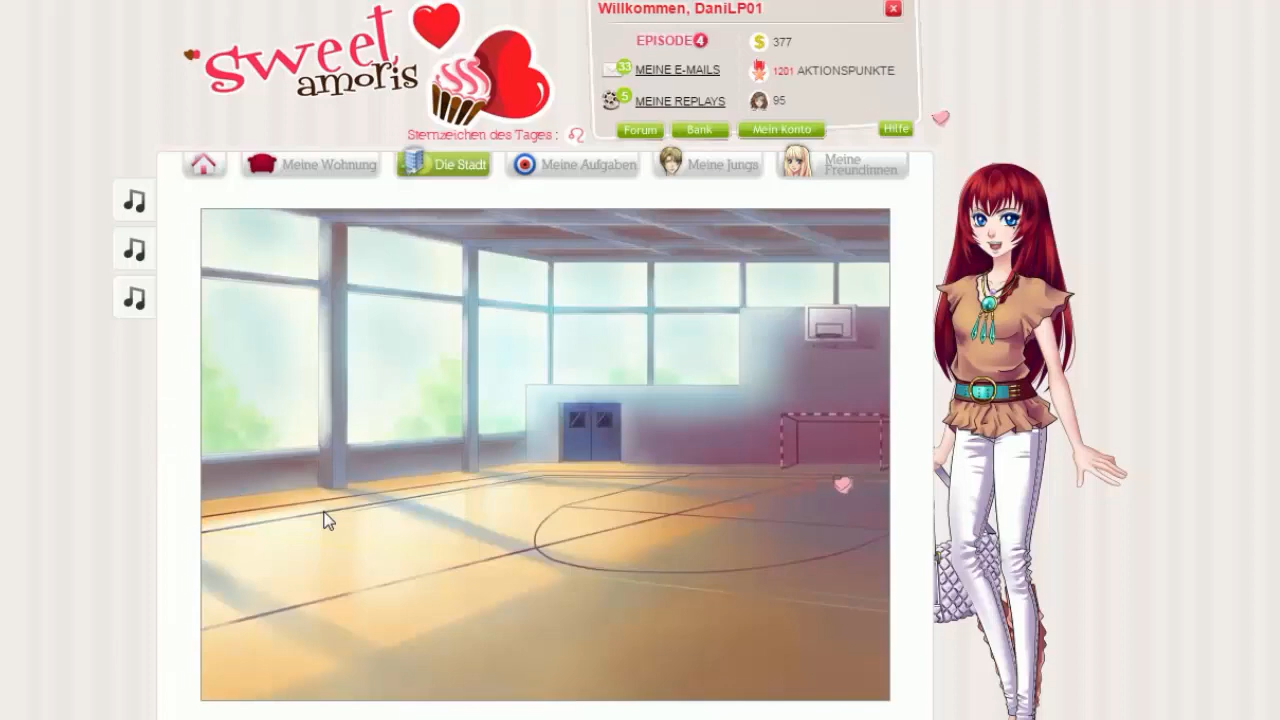 sweet
amoris
Willkommen, DaniLP01
x
EPISODE 4
377
33 MEINE E-MAILS
1201 AKTIONSPUNKTE
5 MEINE REPLAYS
95
Sternzeichen des Tages : ♌
Forum
Bank
Mein Konto
Hilfe
Meine Wohnung
Die Stadt
Meine Aufgaben
Meine Jungs
Meine
Freundinnen